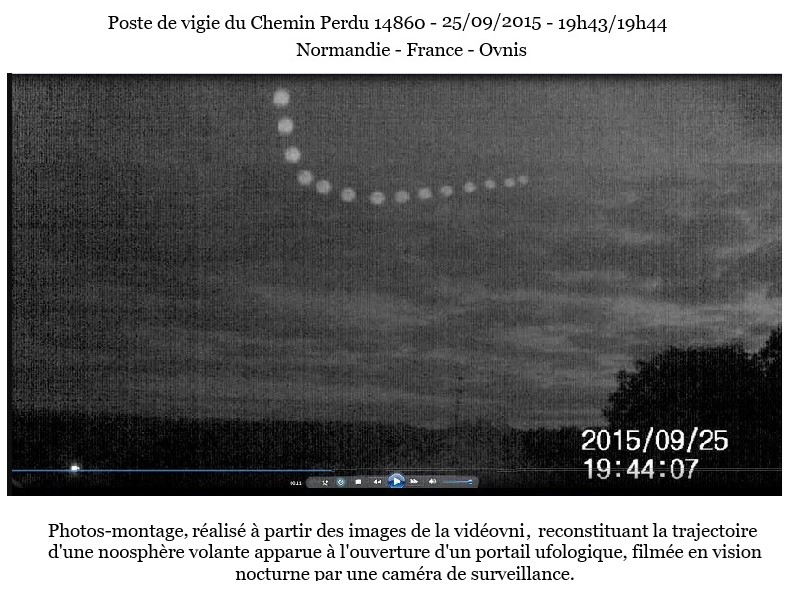 Poste de vigie du Chemin Perdu 14860 - 25/09/2015 - 19h43/19h44
Normandie - France - Ovnis
2015/09/25
19:44:07
Photos-montage, réalisé à partir des images de la vidéovni, reconstituant la trajectoire
d'une noosphère volante apparue à l'ouverture d'un portail ufologique, filmée en vision
nocturne par une caméra de surveillance.